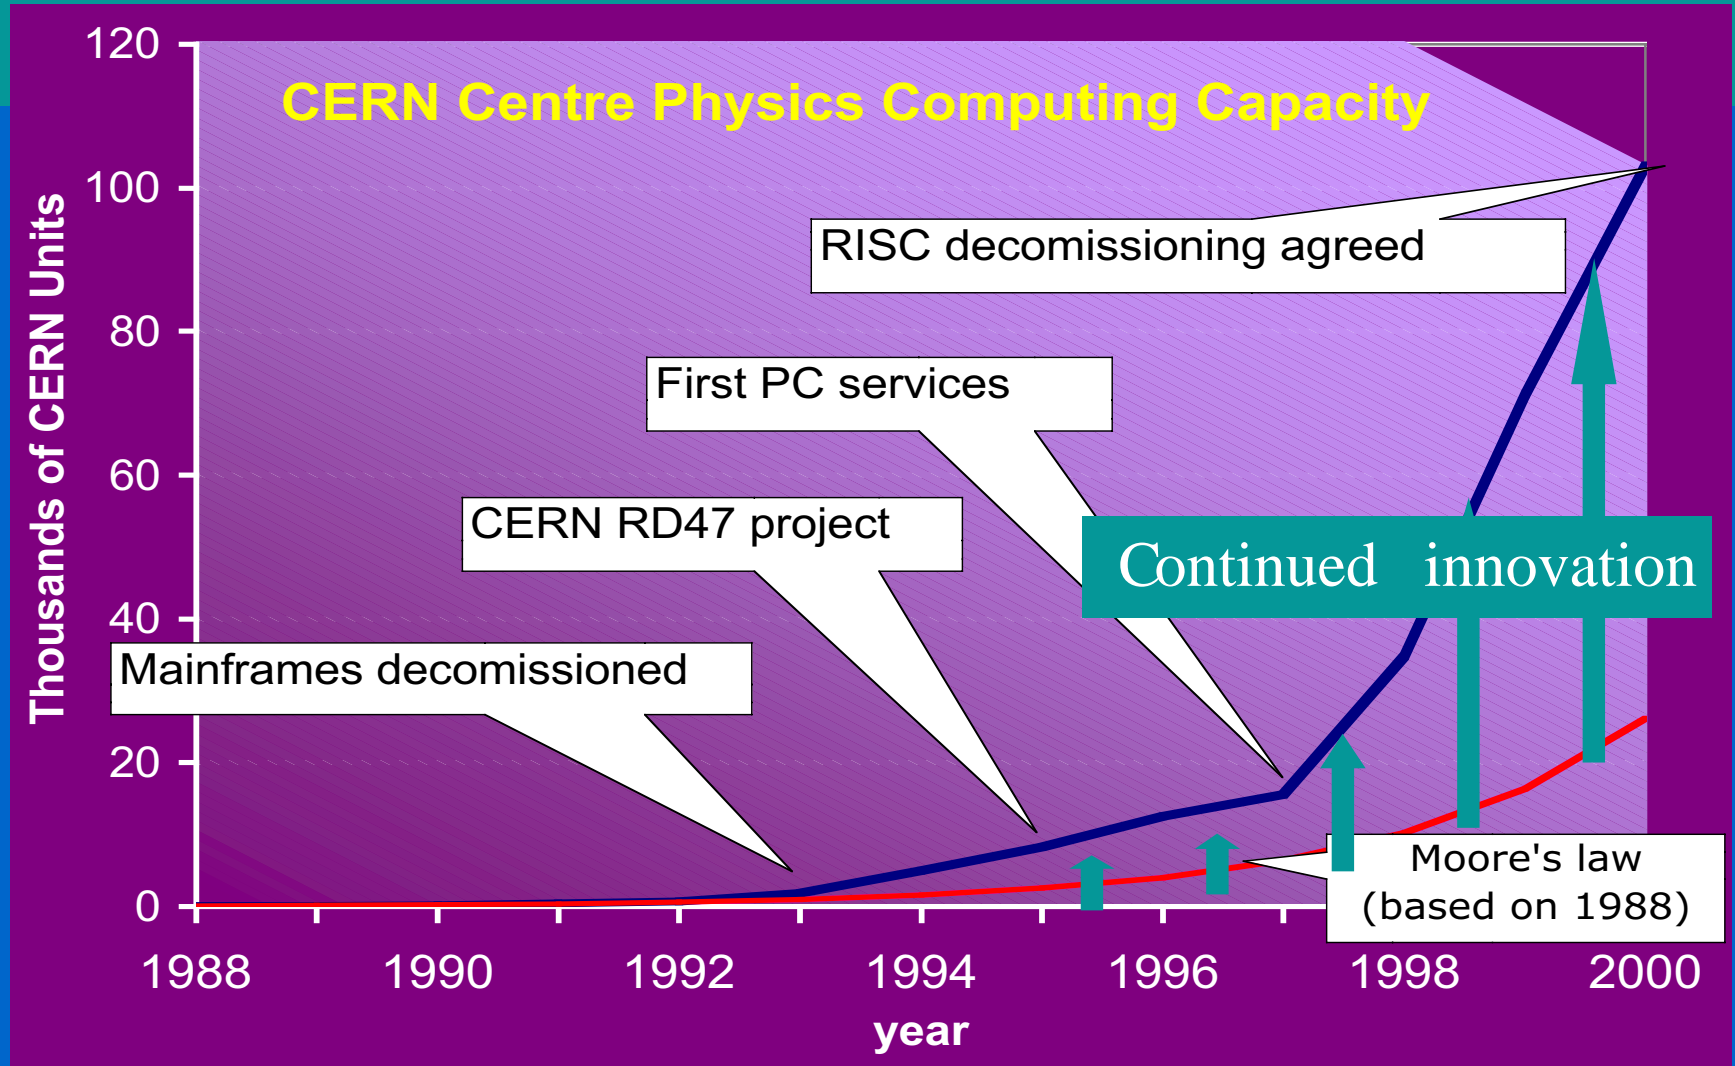 CERN Centre Physics Computing Capacity
Thousands of CERN Units
120
100
80
60
40
20
0
RISC decomissioning agreed
First PC services
CERN RD47 project
Continued innovation
Mainframes decomissioned
Moore's law
(based on 1988)
1988 1990 1992 1994 1996 1998 2000
year